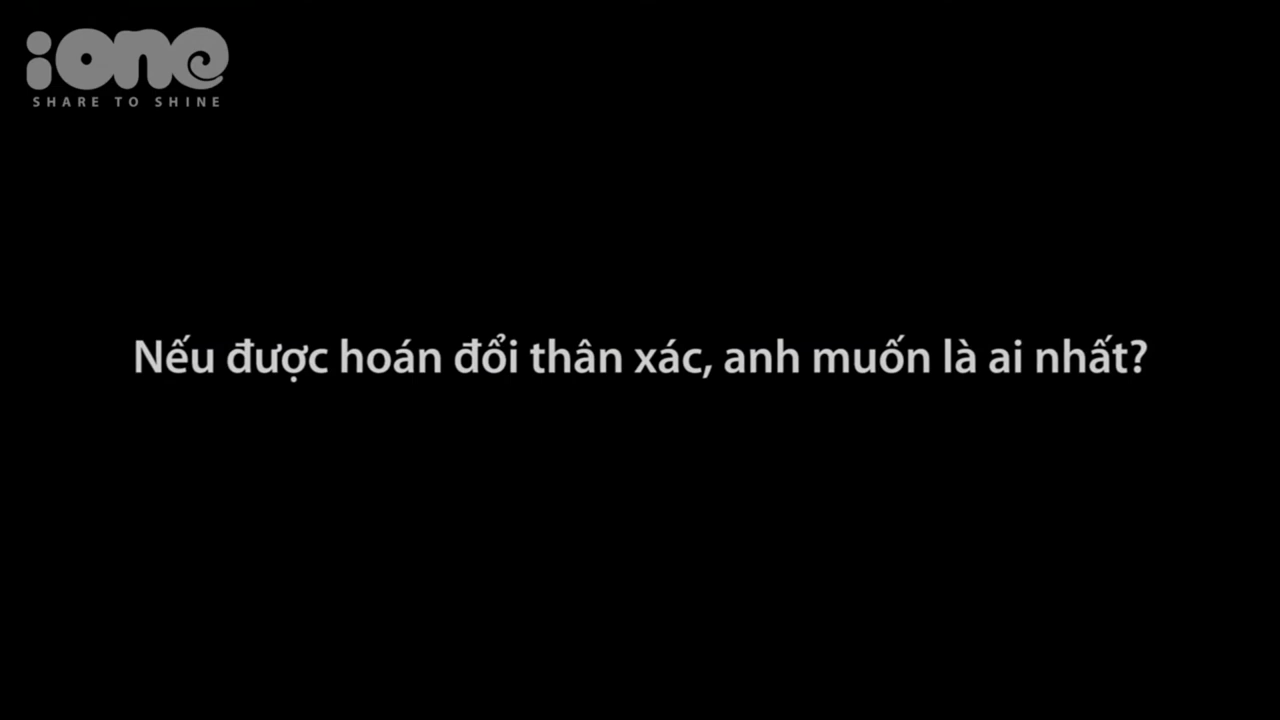 ione
SHARE TO SHINE
Nếu được hoán đổi thân xác, anh muốn là ai nhất?